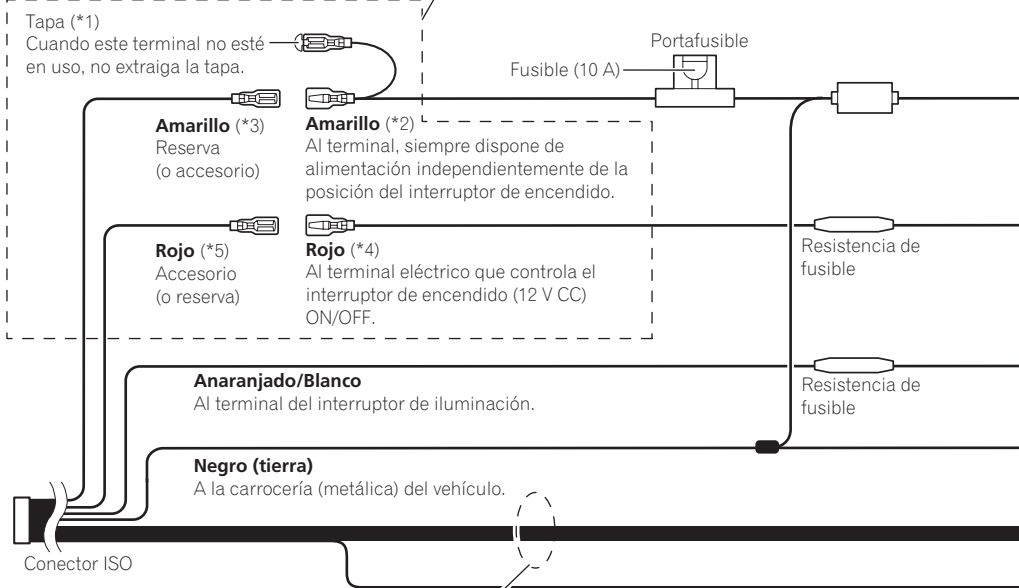 Tapa (*1)
Cuando este terminal no esté
en uso, no extraiga la tapa.
Portafusible
Fusible (10 A)
Amarillo (*3)
Reserva
(o accesorio)
Amarillo (*2)
Al terminal, siempre dispone de
alimentación independientemente de la
posición del interruptor de encendido.
Rojo (*5)
Accesorio
(o reserva)
Rojo (*4)
Al terminal eléctrico que controla el
interruptor de encendido (12 V CC)
ON/OFF.
Resistencia de
fusible
Anaranjado/Blanco
Al terminal del interruptor de iluminación.
Resistencia de
fusible
Negro (tierra)
A la carrocería (metálica) del vehículo.
Conector ISO